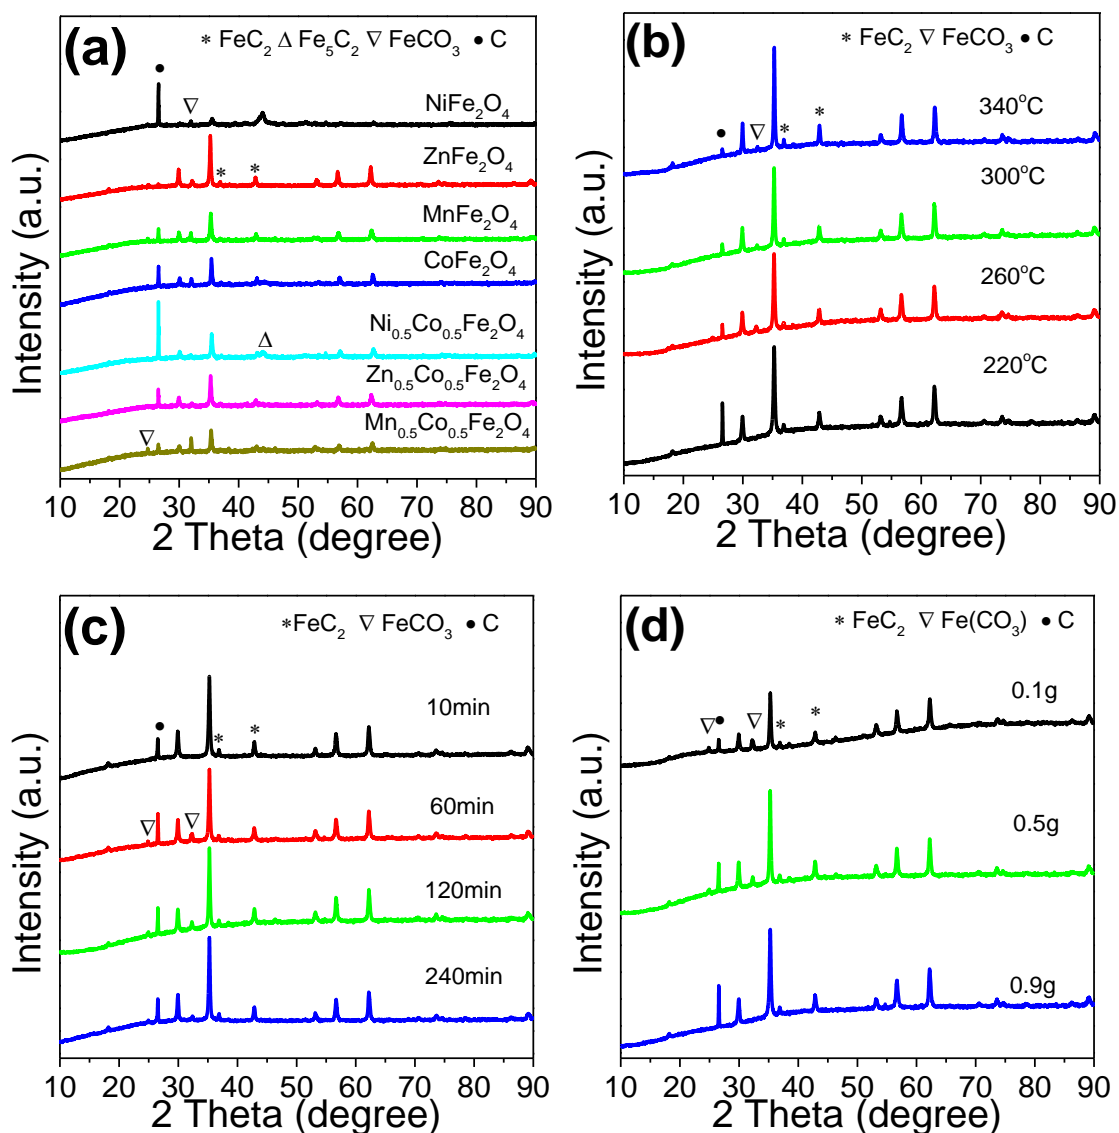 (a)
* FeC₂ Δ Fe₅C₂ ∇ FeCO₃ ● C
●
∇
NiFe₂O₄
ZnFe₂O₄
* *
MnFe₂O₄
CoFe₂O₄
Ni₀.₅Co₀.₅Fe₂O₄
Δ
Zn₀.₅Co₀.₅Fe₂O₄
Mn₀.₅Co₀.₅Fe₂O₄
∇
Intensity (a.u.)
10 20 30 40 50 60 70 80 90
2 Theta (degree)
(b)
* FeC₂ ∇ FeCO₃ ● C
● ∇ * *
340°C
300°C
260°C
220°C
Intensity (a.u.)
10 20 30 40 50 60 70 80 90
2 Theta (degree)
(c)
*FeC₂ ∇ FeCO₃ ● C
10min
● * *
60min
∇ ∇
120min
240min
Intensity (a.u.)
10 20 30 40 50 60 70 80 90
2 Theta (degree)
(d)
* FeC₂ ∇ Fe(CO₃) ● C
0.1g
∇ ● ∇ * *
0.5g
0.9g
Intensity (a.u.)
10 20 30 40 50 60 70 80 90
2 Theta (degree)